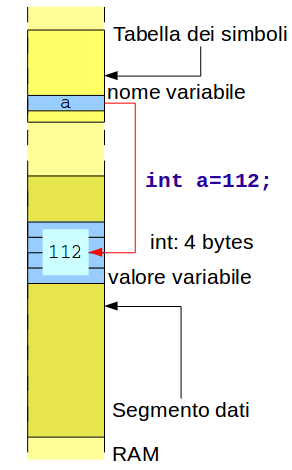 Tabella dei simboli
nome variabile
a
int a=112;
int: 4 bytes
112
valore variabile
Segmento dati
RAM